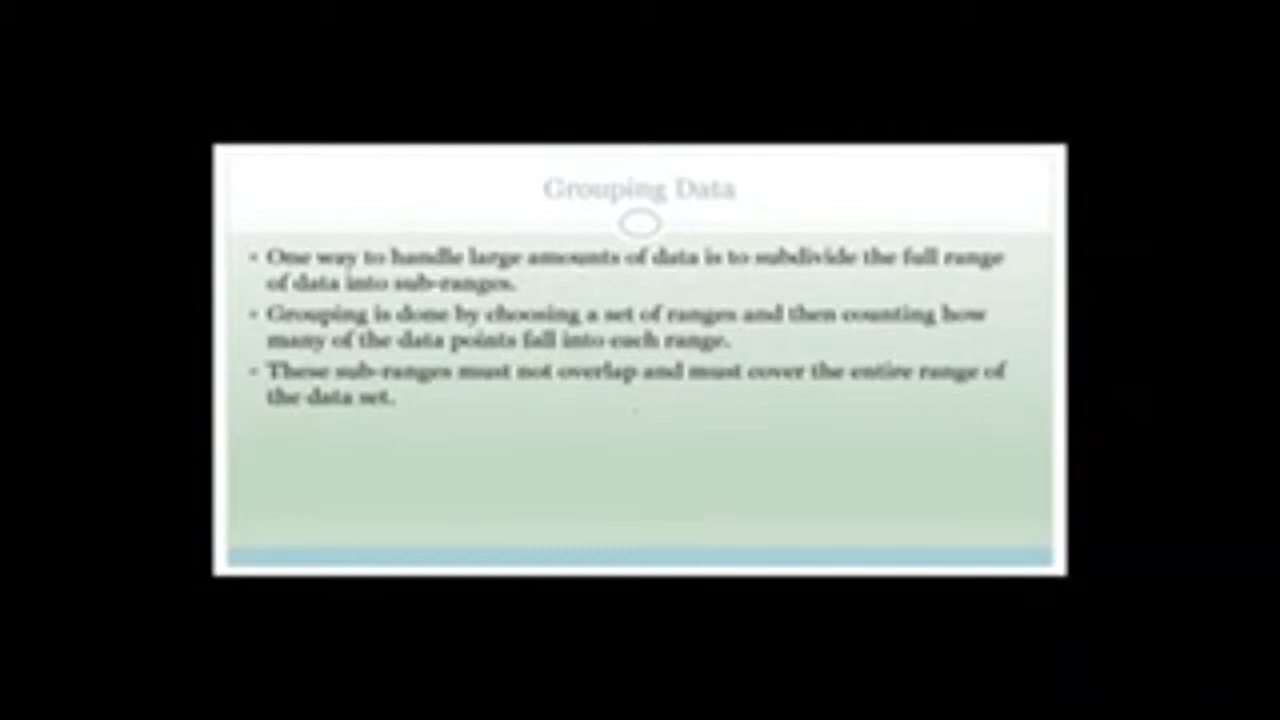 Grouping Data
• One way to handle large amounts of data is to subdivide the full range
of data into sub-ranges.
• Grouping is done by choosing a set of ranges and then counting how
many of the data points fall into each range.
• These sub-ranges must not overlap and must cover the entire range of
the data set.